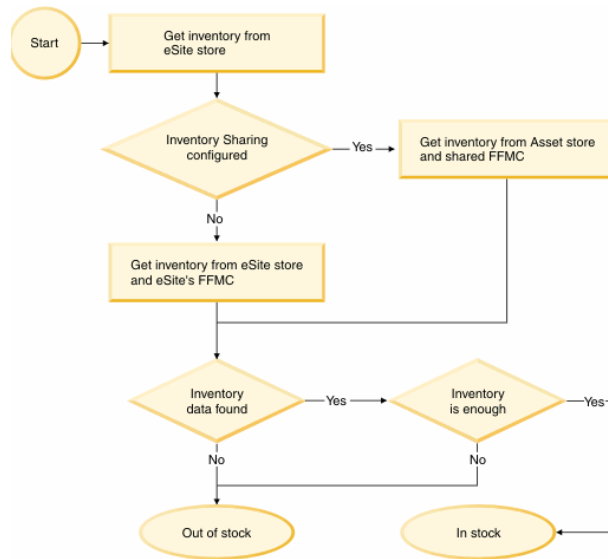 Start
Get inventory from
eSite store
Inventory Sharing
configured
Yes
Get inventory from Asset store
and shared FFMC
No
Get inventory from eSite store
and eSite's FFMC
Inventory
data found
Yes
Inventory
is enough
Yes
No
No
Out of stock
In stock